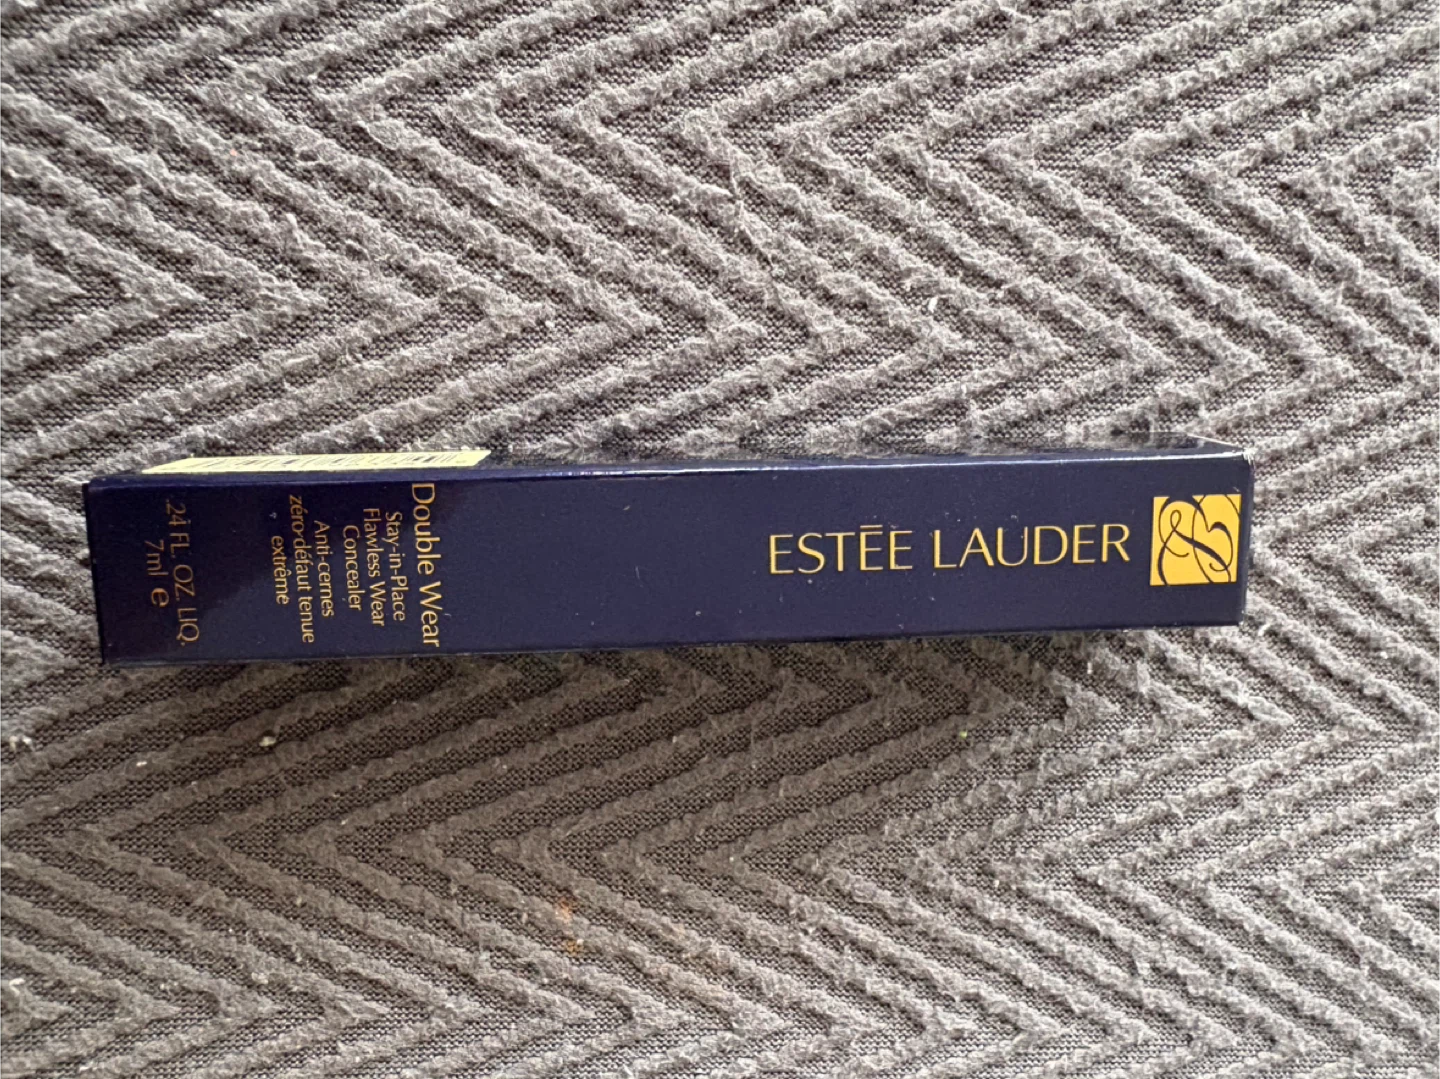 ESTĒE LAUDER
Double Wear
Stay-in-Place
Flawless Wear
Concealer
Anti-cernes
zéro-défaut tenue
extrême
.24 FL. OZ. LIQ.
7ml e